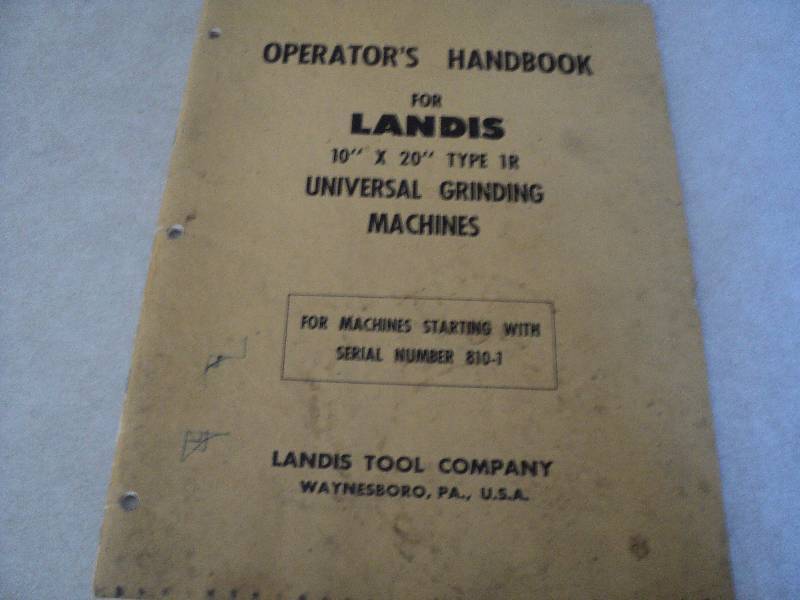 OPERATOR'S HANDBOOK
FOR
LANDIS
10" X 20" TYPE 1R
UNIVERSAL GRINDING
MACHINES
FOR MACHINES STARTING WITH
SERIAL NUMBER 810-1
LANDIS TOOL COMPANY
WAYNESBORO, PA., U.S.A.